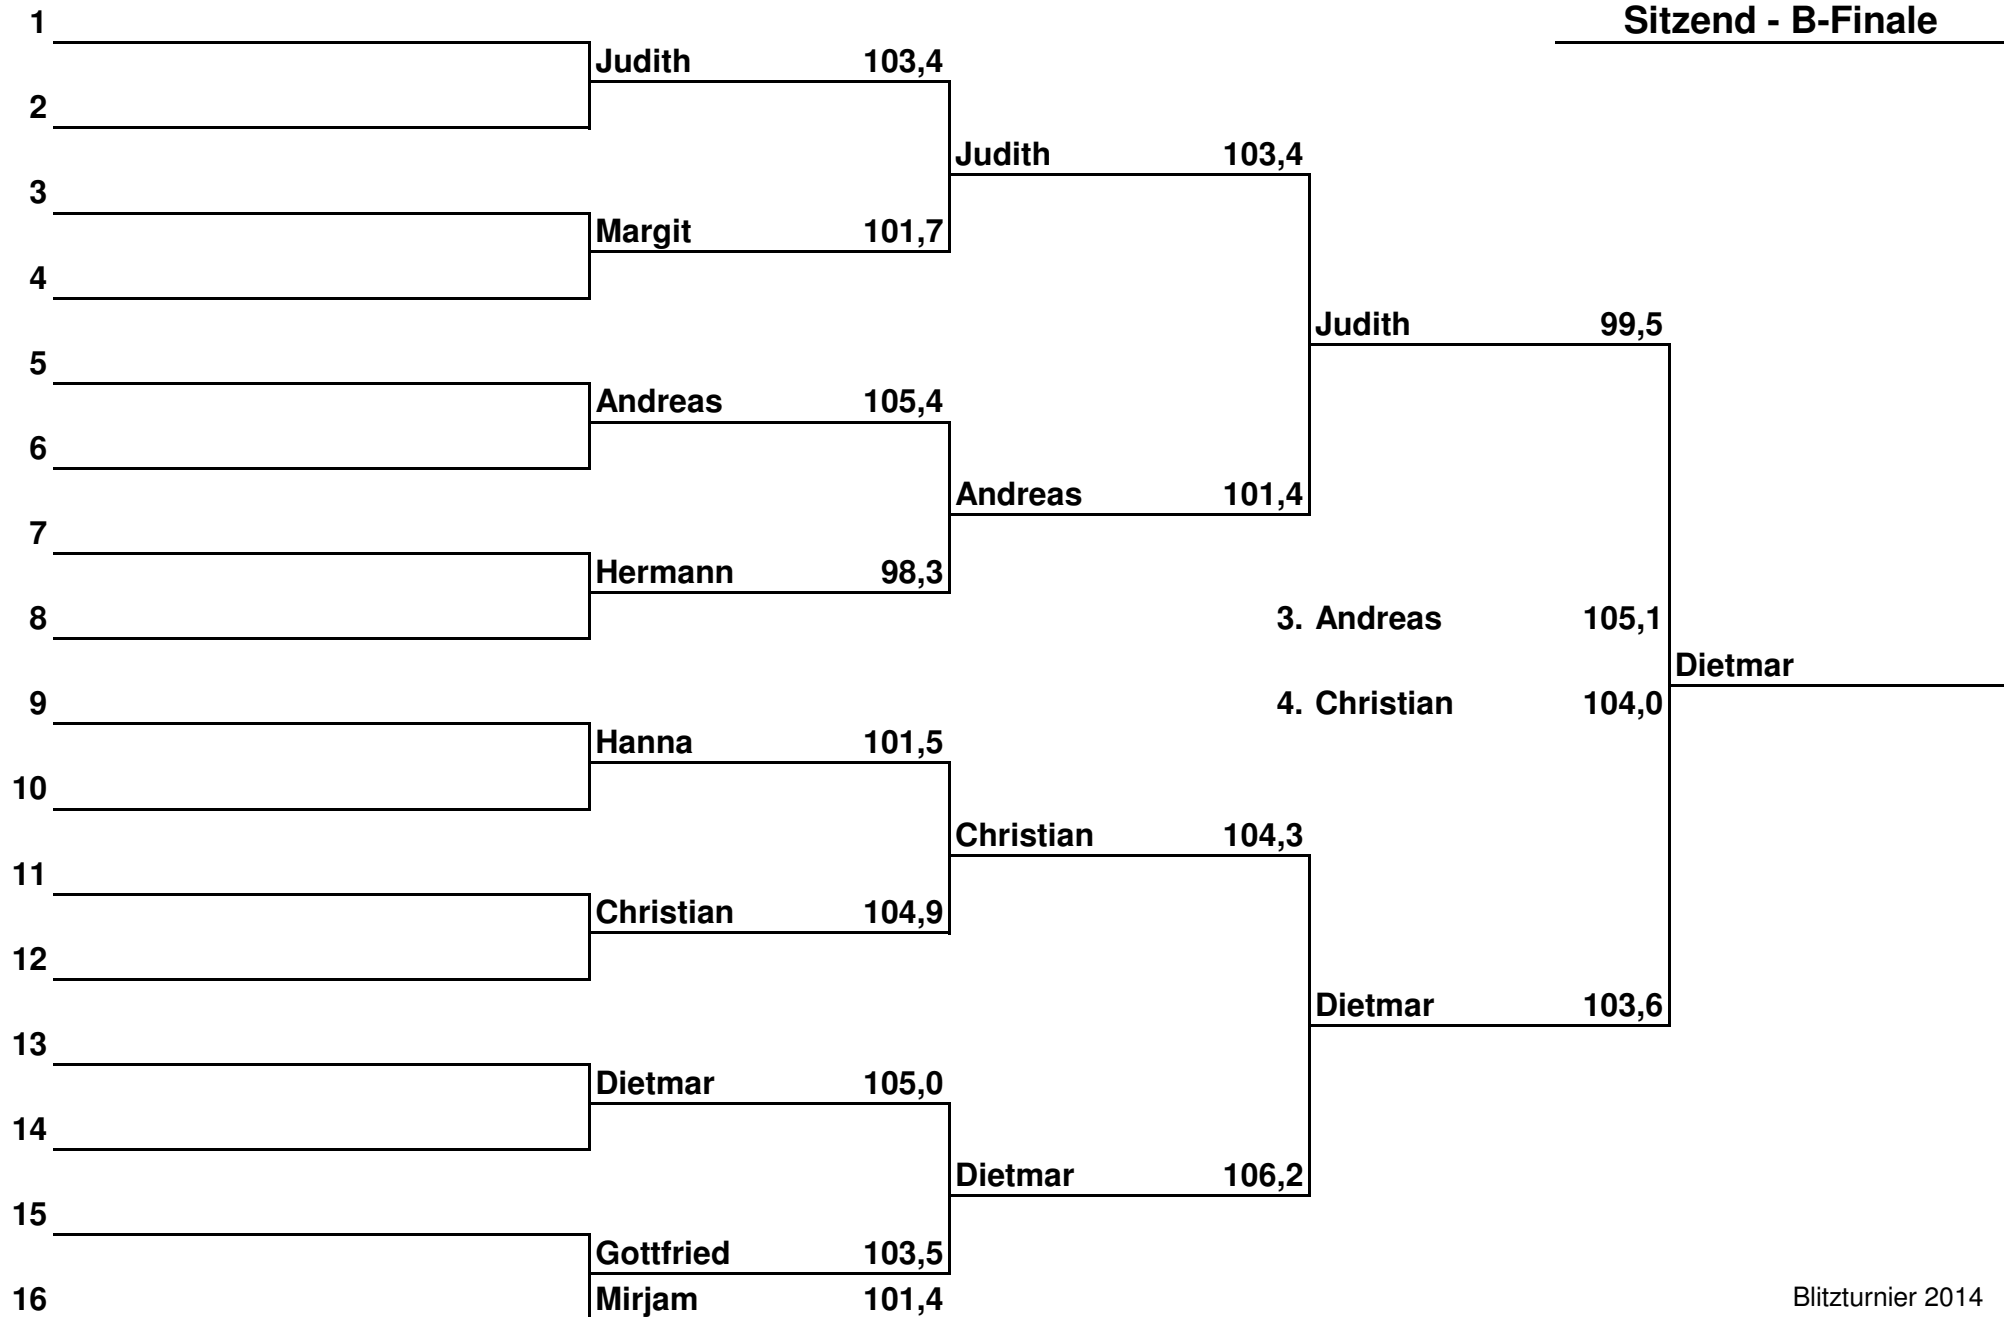 1
Sitzend - B-Finale
Judith 103,4
2
Judith 103,4
3
Margit 101,7
4
Judith 99,5
5
Andreas 105,4
6
Andreas 101,4
7
Hermann 98,3
8
3. Andreas 105,1
Dietmar
9
4. Christian 104,0
Hanna 101,5
10
Christian 104,3
11
Christian 104,9
12
Dietmar 103,6
13
Dietmar 105,0
14
Dietmar 106,2
15
Gottfried 103,5
16
Mirjam 101,4
Blitzturnier 2014